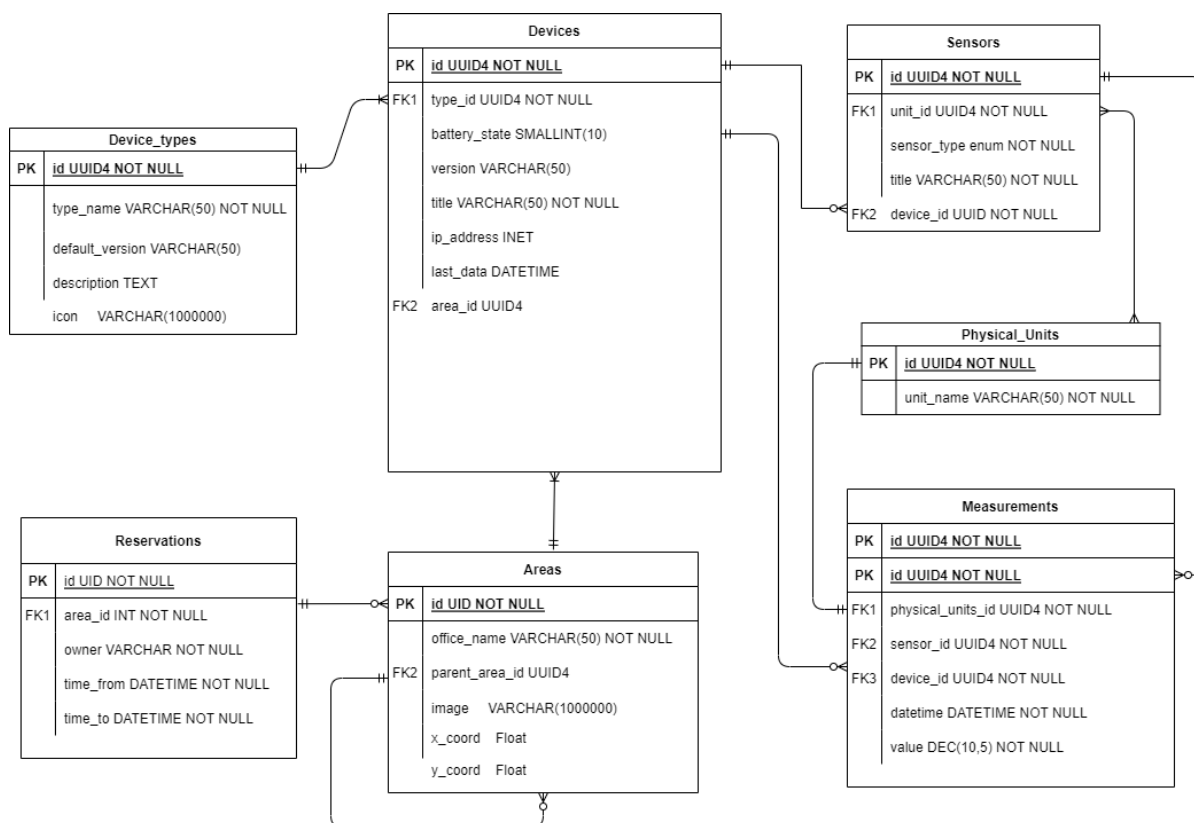 Devices
PK id UUID4 NOT NULL
FK1 type_id UUID4 NOT NULL
battery_state SMALLINT(10)
version VARCHAR(50)
title VARCHAR(50) NOT NULL
ip_address INET
last_data DATETIME
FK2 area_id UUID4
Sensors
PK id UUID4 NOT NULL
FK1 unit_id UUID4 NOT NULL
sensor_type enum NOT NULL
title VARCHAR(50) NOT NULL
FK2 device_id UUID NOT NULL
Device_types
PK id UUID4 NOT NULL
type_name VARCHAR(50) NOT NULL
default_version VARCHAR(50)
description TEXT
icon VARCHAR(1000000)
Physical_Units
PK id UUID4 NOT NULL
unit_name VARCHAR(50) NOT NULL
Reservations
PK id UID NOT NULL
FK1 area_id INT NOT NULL
owner VARCHAR NOT NULL
time_from DATETIME NOT NULL
time_to DATETIME NOT NULL
Areas
PK id UID NOT NULL
office_name VARCHAR(50) NOT NULL
FK2 parent_area_id UUID4
image VARCHAR(1000000)
x_coord Float
y_coord Float
Measurements
PK id UUID4 NOT NULL
PK id UUID4 NOT NULL
FK1 physical_units_id UUID4 NOT NULL
FK2 sensor_id UUID4 NOT NULL
FK3 device_id UUID4 NOT NULL
datetime DATETIME NOT NULL
value DEC(10,5) NOT NULL